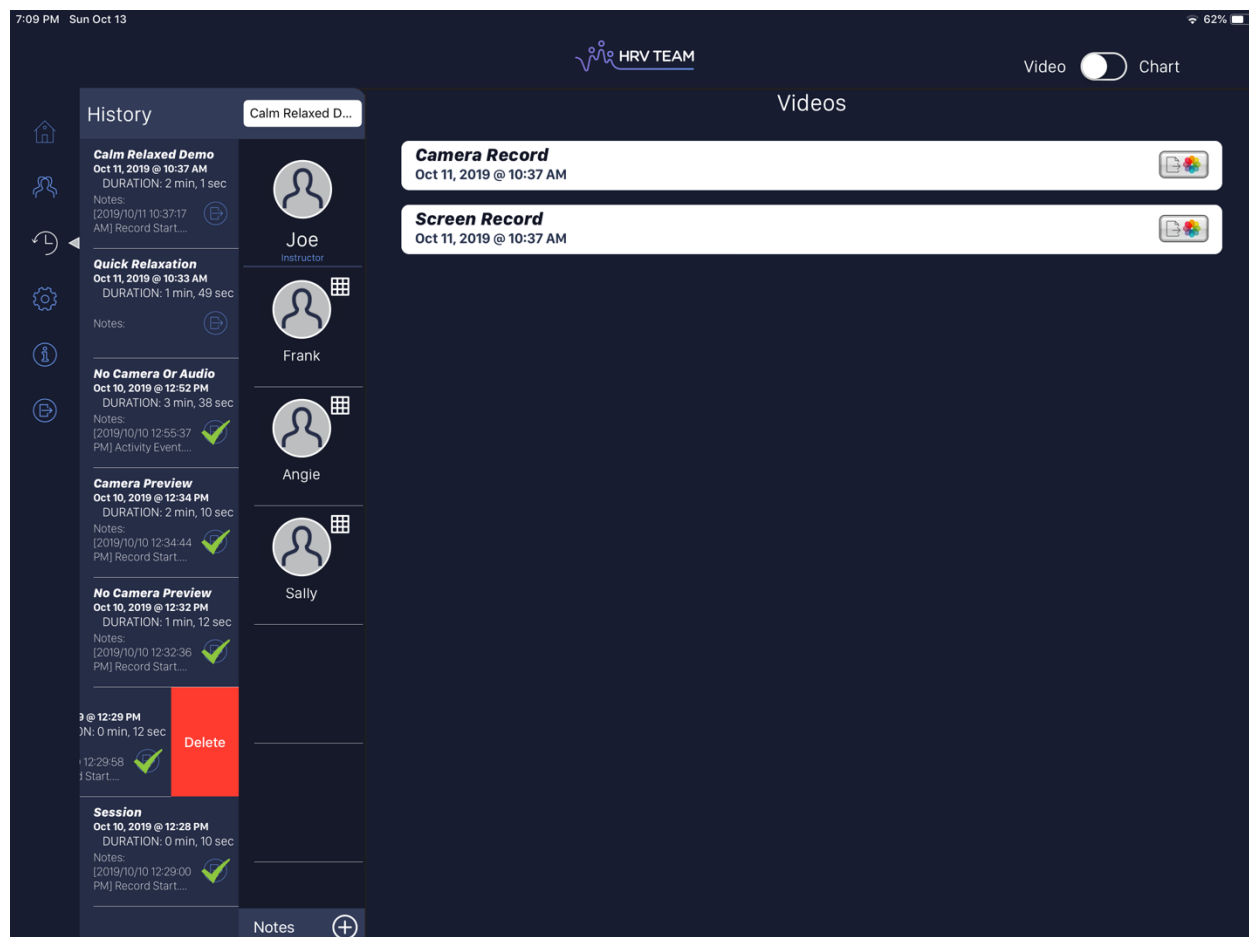 7:09 PM Sun Oct 13
62%
HRV TEAM
Video Chart
History
Calm Relaxed D...
Videos
Calm Relaxed Demo
Oct 11, 2019 @ 10:37 AM
DURATION: 2 min, 1 sec
Notes:
[2019/10/11 10:37:17
AM] Record Start....
Quick Relaxation
Oct 11, 2019 @ 10:33 AM
DURATION: 1 min, 49 sec
Notes:
No Camera Or Audio
Oct 10, 2019 @ 12:52 PM
DURATION: 3 min, 38 sec
Notes:
[2019/10/10 12:55:37
PM] Activity Event....
Camera Preview
Oct 10, 2019 @ 12:34 PM
DURATION: 2 min, 10 sec
Notes:
[2019/10/10 12:34:44
PM] Record Start....
No Camera Preview
Oct 10, 2019 @ 12:32 PM
DURATION: 1 min, 12 sec
Notes:
[2019/10/10 12:32:36
PM] Record Start....
9 @ 12:29 PM
ON: 0 min, 12 sec
12:29:58
Start....
Delete
Session
Oct 10, 2019 @ 12:28 PM
DURATION: 0 min, 10 sec
Notes:
[2019/10/10 12:29:00
PM] Record Start....
Joe
Instructor
Frank
Angie
Sally
Notes
Camera Record
Oct 11, 2019 @ 10:37 AM
Screen Record
Oct 11, 2019 @ 10:37 AM